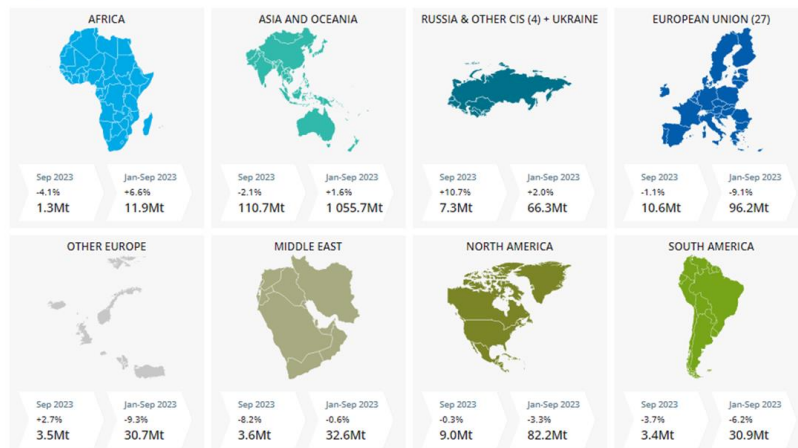 AFRICA
Sep 2023
-4.1%
1.3Mt
Jan-Sep 2023
+6.6%
11.9Mt
ASIA AND OCEANIA
Sep 2023
-2.1%
110.7Mt
Jan-Sep 2023
+1.6%
1 055.7Mt
RUSSIA & OTHER CIS (4) + UKRAINE
Sep 2023
+10.7%
7.3Mt
Jan-Sep 2023
+2.0%
66.3Mt
EUROPEAN UNION (27)
Sep 2023
-1.1%
10.6Mt
Jan-Sep 2023
-9.1%
96.2Mt
OTHER EUROPE
Sep 2023
+2.7%
3.5Mt
Jan-Sep 2023
-9.3%
30.7Mt
MIDDLE EAST
Sep 2023
-8.2%
3.6Mt
Jan-Sep 2023
-0.6%
32.6Mt
NORTH AMERICA
Sep 2023
-0.3%
9.0Mt
Jan-Sep 2023
-3.3%
82.2Mt
SOUTH AMERICA
Sep 2023
-3.7%
3.4Mt
Jan-Sep 2023
-6.2%
30.9Mt